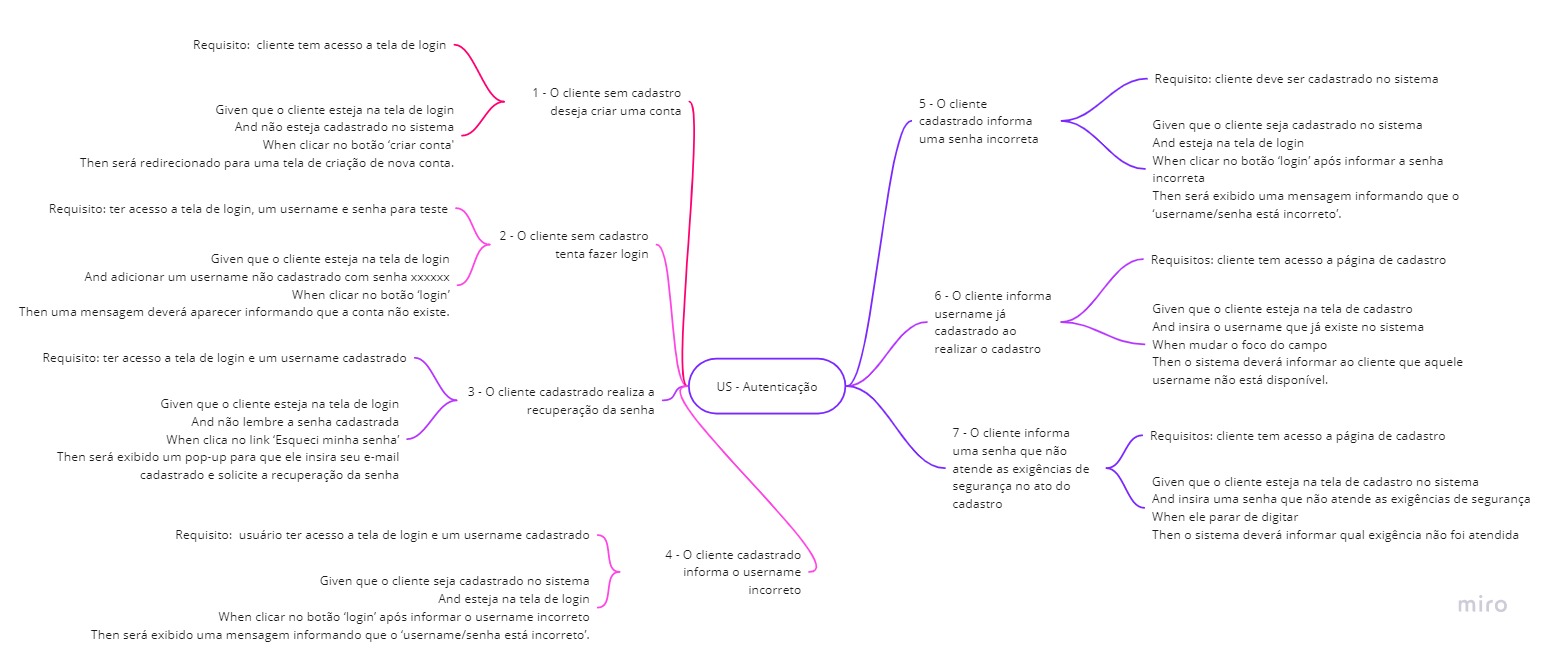 US - Autenticação
1 - O cliente sem cadastro
deseja criar uma conta
Requisito:  cliente tem acesso a tela de login
Given que o cliente esteja na tela de login
And não esteja cadastrado no sistema
When clicar no botão ‘criar conta’
Then será redirecionado para uma tela de criação de nova conta.
2 - O cliente sem cadastro
tenta fazer login
Requisito: ter acesso a tela de login, um username e senha para teste
Given que o cliente esteja na tela de login
And adicionar um username não cadastrado com senha xxxxxx
When clicar no botão ‘login’
Then uma mensagem deverá aparecer informando que a conta não existe.
3 - O cliente cadastrado realiza a
recuperação da senha
Requisito: ter acesso a tela de login e um username cadastrado
Given que o cliente esteja na tela de login
And não lembre a senha cadastrada
When clica no link ‘Esqueci minha senha’
Then será exibido um pop-up para que ele insira seu e-mail
cadastrado e solicite a recuperação da senha
4 - O cliente cadastrado
informa o username
incorreto
Requisito:  usuário ter acesso a tela de login e um username cadastrado
Given que o cliente seja cadastrado no sistema
And esteja na tela de login
When clicar no botão ‘login’ após informar o username incorreto
Then será exibido uma mensagem informando que o ‘username/senha está incorreto’.
5 - O cliente
cadastrado informa
uma senha incorreta
Requisito: cliente deve ser cadastrado no sistema
Given que o cliente seja cadastrado no sistema
And esteja na tela de login
When clicar no botão ‘login’ após informar a senha
incorreta
Then será exibido uma mensagem informando que o
‘username/senha está incorreto’.
6 - O cliente informa
username já
cadastrado ao
realizar o cadastro
Requisitos: cliente tem acesso a página de cadastro
Given que o cliente esteja na tela de cadastro
And insira o username que já existe no sistema
When mudar o foco do campo
Then o sistema deverá informar ao cliente que aquele
username não está disponível.
7 - O cliente informa
uma senha que não
atende as exigências de
segurança no ato do
cadastro
Requisitos: cliente tem acesso a página de cadastro
Given que o cliente esteja na tela de cadastro no sistema
And insira uma senha que não atende as exigências de segurança
When ele parar de digitar
Then o sistema deverá informar qual exigência não foi atendida
miro